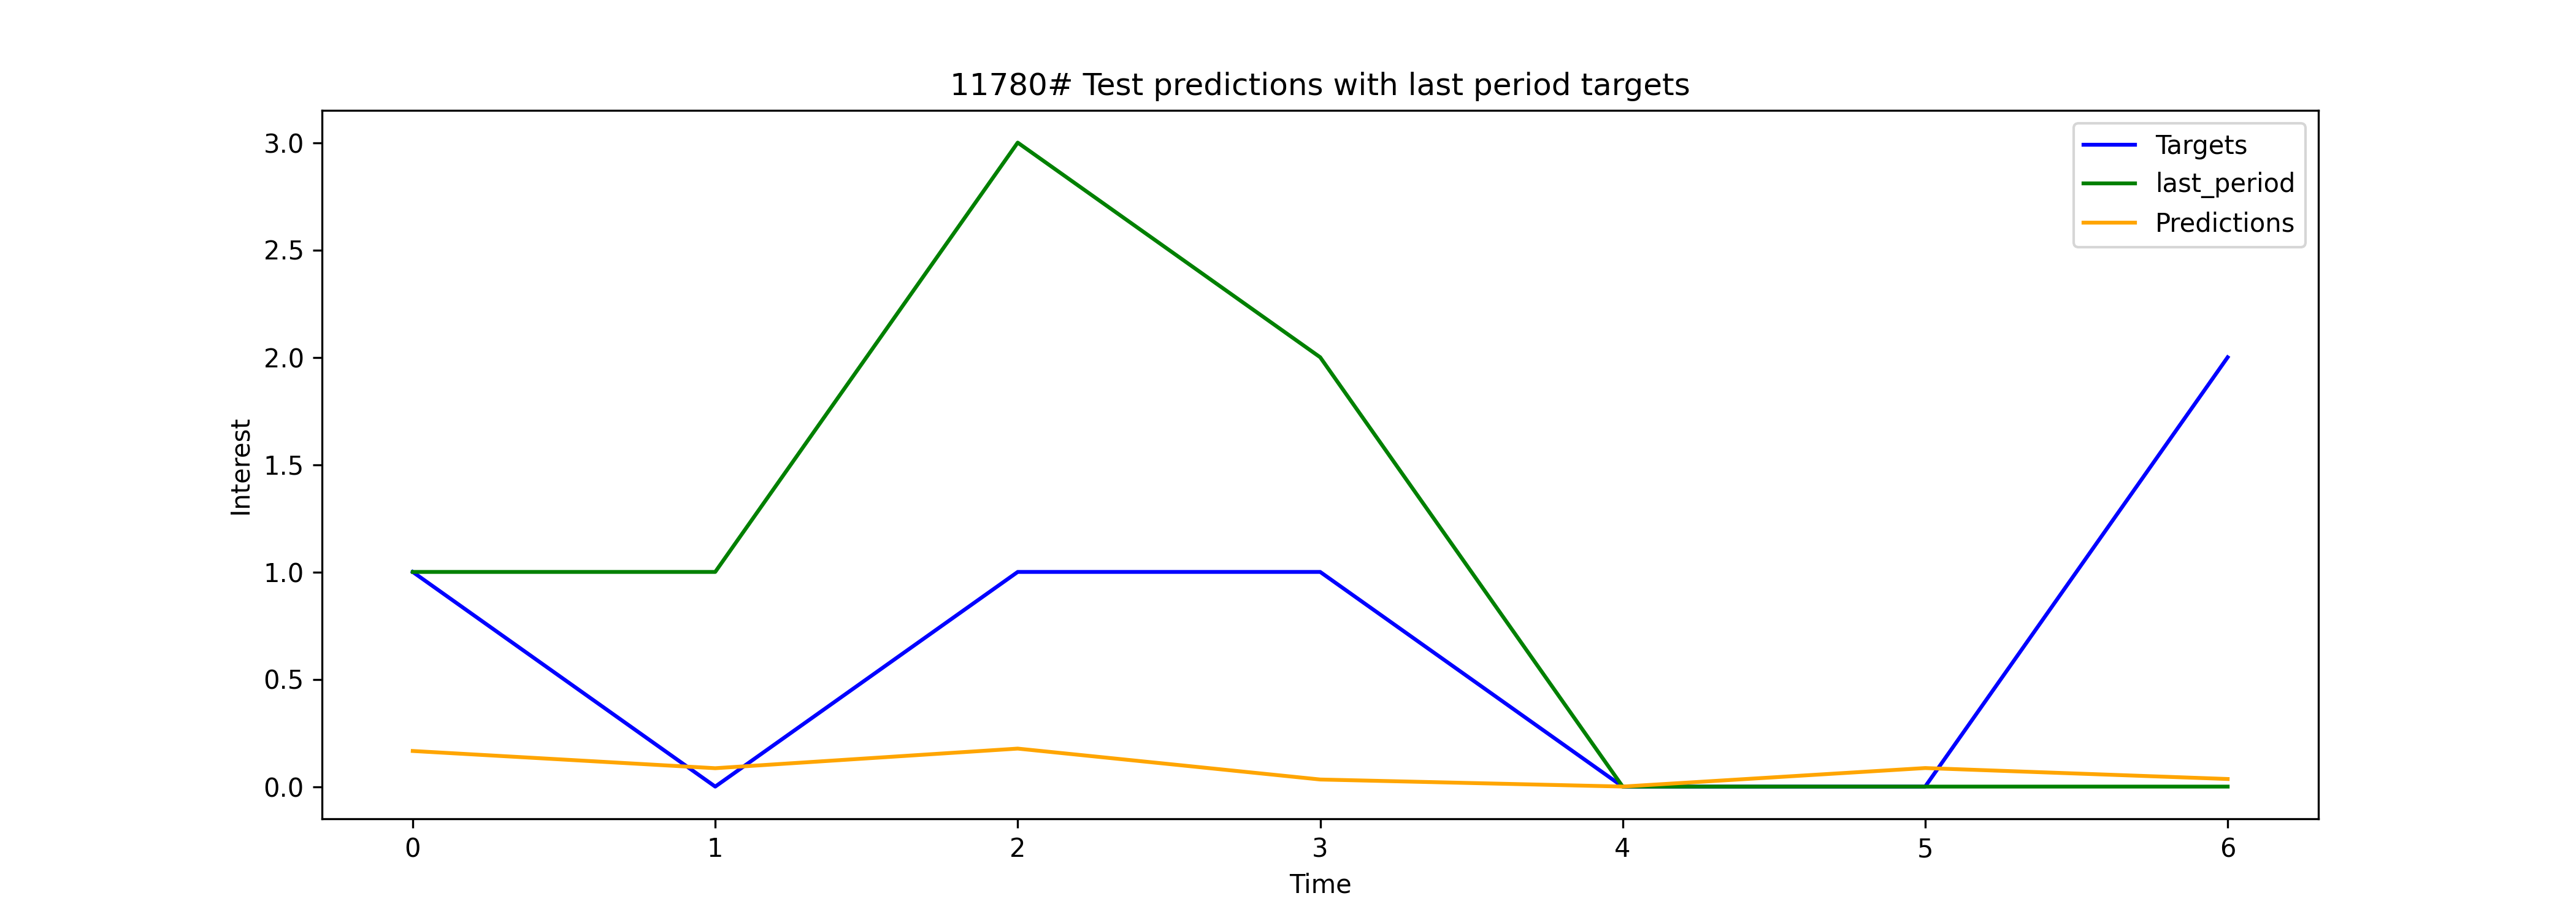 11780# Test predictions with last period targets
Targets
last_period
Predictions
3.0
2.5
2.0
1.5
1.0
0.5
0.0
Interest
0 1 2 3 4 5 6
Time